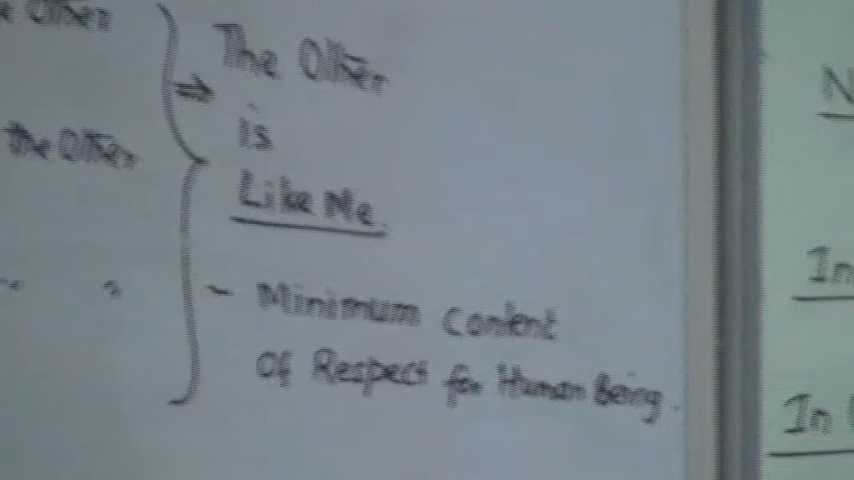 the Other
the Other
" "
⇒ The Other
is
Like Me.
- Minimum Content
of Respect for Human Being.
N
In
In